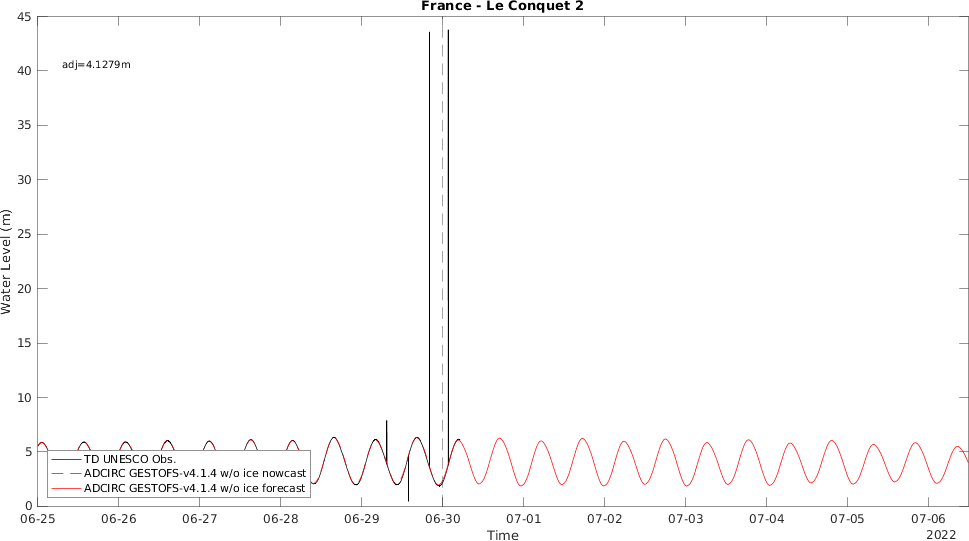 France - Le Conquet 2
45
adj=4.1279m
40
35
30
25
20
15
10
5
0
Water Level (m)
TD UNESCO Obs.
ADCIRC GESTOFS-v4.1.4 w/o ice nowcast
ADCIRC GESTOFS-v4.1.4 w/o ice forecast
06-25 06-26 06-27 06-28 06-29 06-30 07-01 07-02 07-03 07-04 07-05 07-06
Time
2022